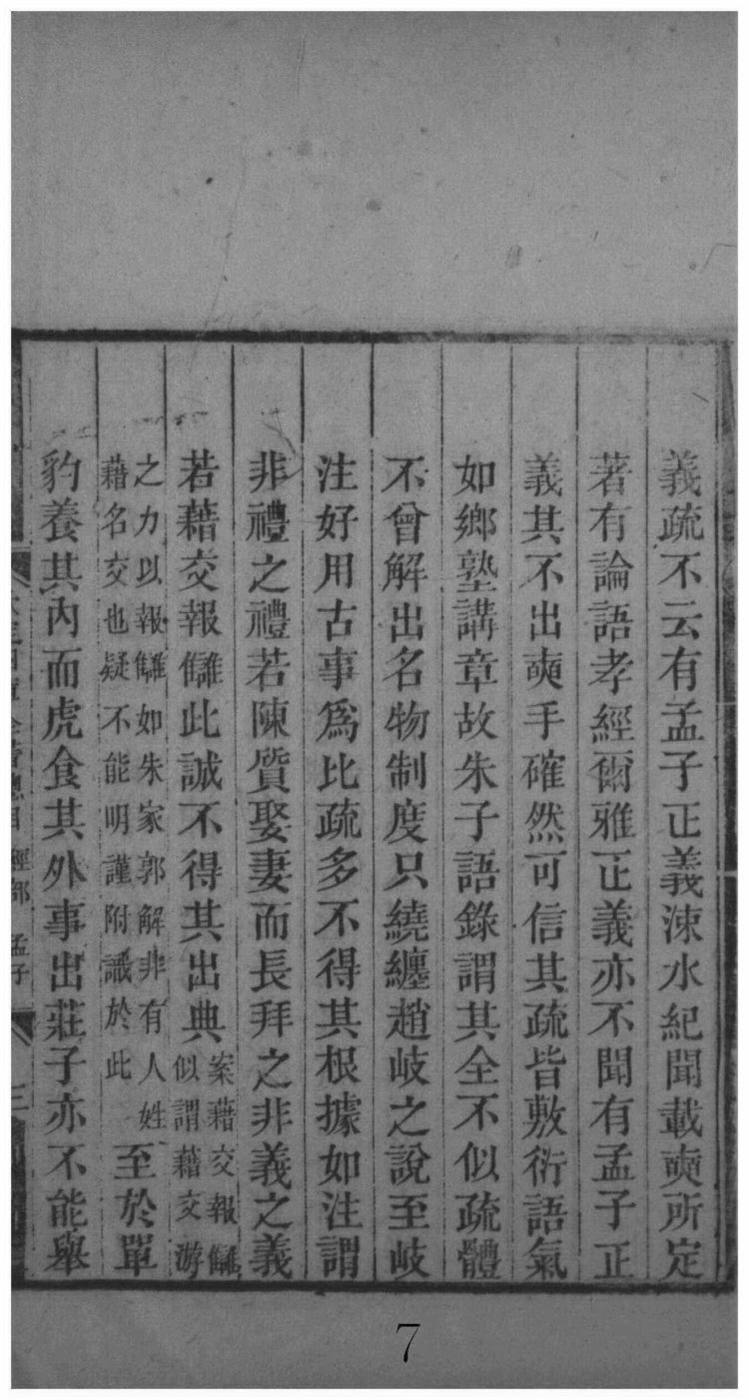 義疏不云有孟子正義涑水紀聞載奭所定
著有論語孝經爾雅正義亦不聞有孟子正
義其不出奭手確然可信其疏皆敷衍語氣
如鄉塾講章故朱子語錄謂其全不似疏體
不曾解出名物制度只繞纏趙岐之說至岐
注好用古事為比疏多不得其根據如注謂
非禮之禮若陳質娶妻而長拜之非義之義
若藉交報讎此誠不得其出典
案藉交報讎
似謂藉交游
之力以報讎如朱家郭解非有人姓
藉名交也疑不能明謹附識於此
至於單
豹養其內而虎食其外事出莊子亦不能舉
經部 孟子
三
7